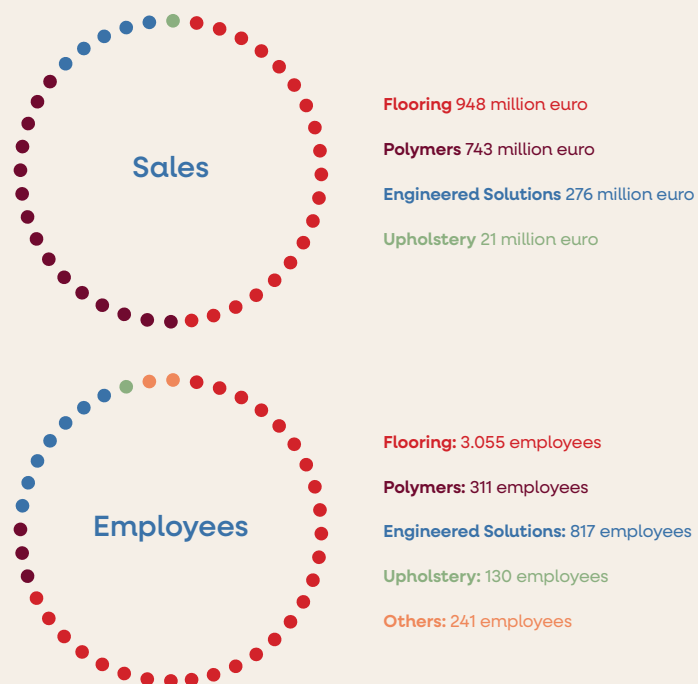 Sales
Flooring 948 million euro
Polymers 743 million euro
Engineered Solutions 276 million euro
Upholstery 21 million euro
Employees
Flooring: 3.055 employees
Polymers: 311 employees
Engineered Solutions: 817 employees
Upholstery: 130 employees
Others: 241 employees